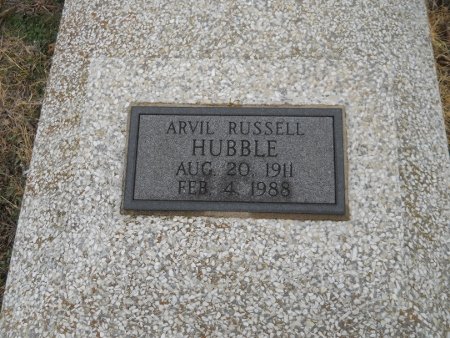 ARVIL RUSSELL
HUBBLE
AUG. 20, 1911
FEB. 4, 1988